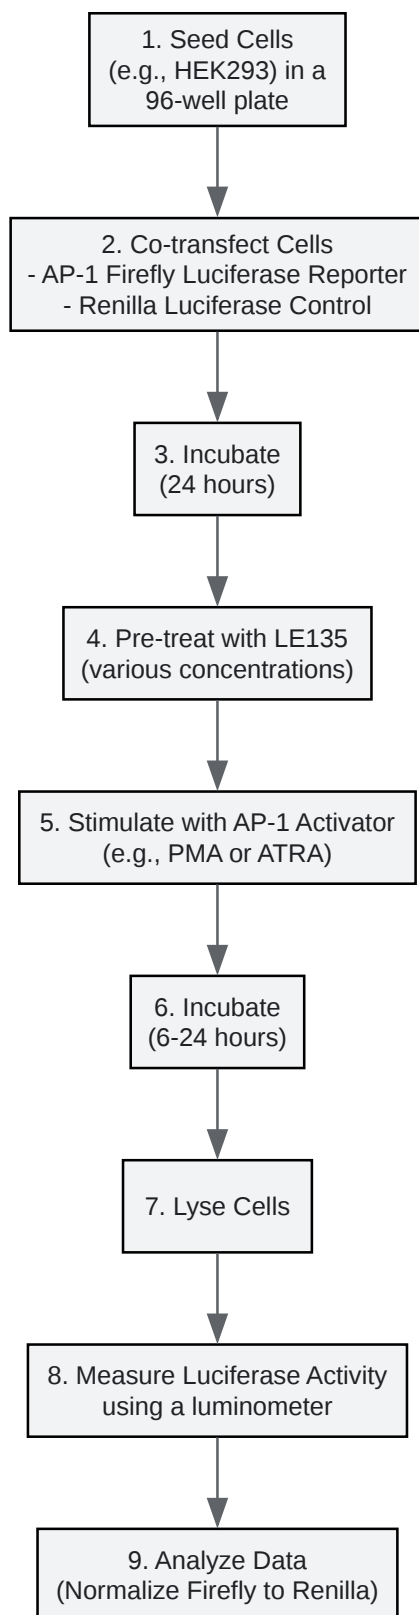 1. Seed Cells
(e.g., HEK293) in a
96-well plate
2. Co-transfect Cells
- AP-1 Firefly Luciferase Reporter
- Renilla Luciferase Control
3. Incubate
(24 hours)
4. Pre-treat with LE135
(various concentrations)
5. Stimulate with AP-1 Activator
(e.g., PMA or ATRA)
6. Incubate
(6-24 hours)
7. Lyse Cells
8. Measure Luciferase Activity
using a luminometer
9. Analyze Data
(Normalize Firefly to Renilla)